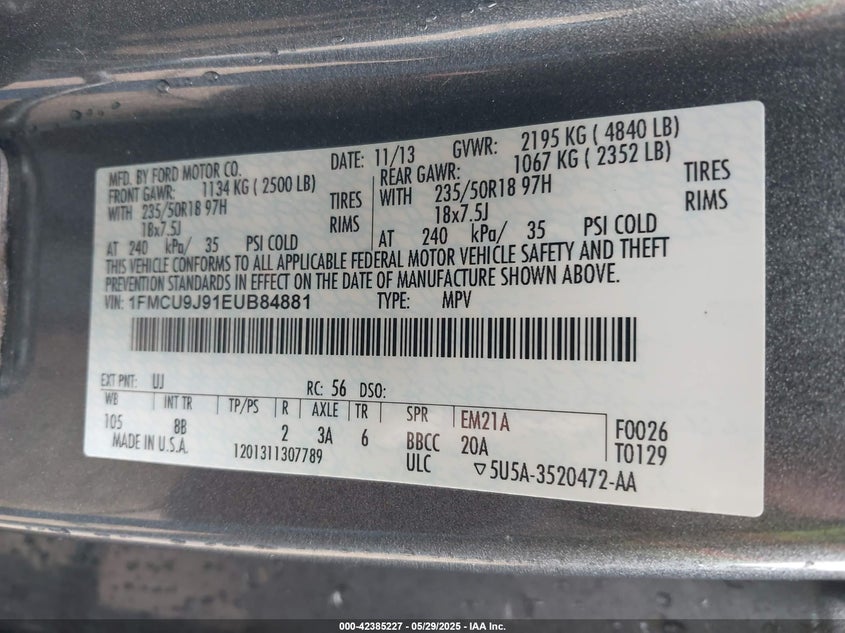 MFD. BY FORD MOTOR CO. DATE: 11/13 GVWR: 2195 KG ( 4840 LB)
FRONT GAWR: 1134 KG ( 2500 LB) REAR GAWR: 1067 KG ( 2352 LB)
WITH 235/50R18 97H TIRES WITH 235/50R18 97H TIRES
18x7.5J RIMS 18x7.5J RIMS
AT 240 kPa/ 35 PSI COLD AT 240 kPa/ 35 PSI COLD
THIS VEHICLE CONFORMS TO ALL APPLICABLE FEDERAL MOTOR VEHICLE SAFETY AND THEFT
PREVENTION STANDARDS IN EFFECT ON THE DATE OF MANUFACTURE SHOWN ABOVE.
VIN: 1FMCU9J91EUB84881 TYPE: MPV
EXT PNT: UJ RC: 56 DSO:
WB INT TR TP/PS R AXLE TR SPR EM21A F0026
105 8B 2 3A 6 BBCC 20A T0129
MADE IN U.S.A. 1201311307789 ULC ▽5U5A-3520472-AA
000-42385227 - 05/29/2025 - IAA Inc.